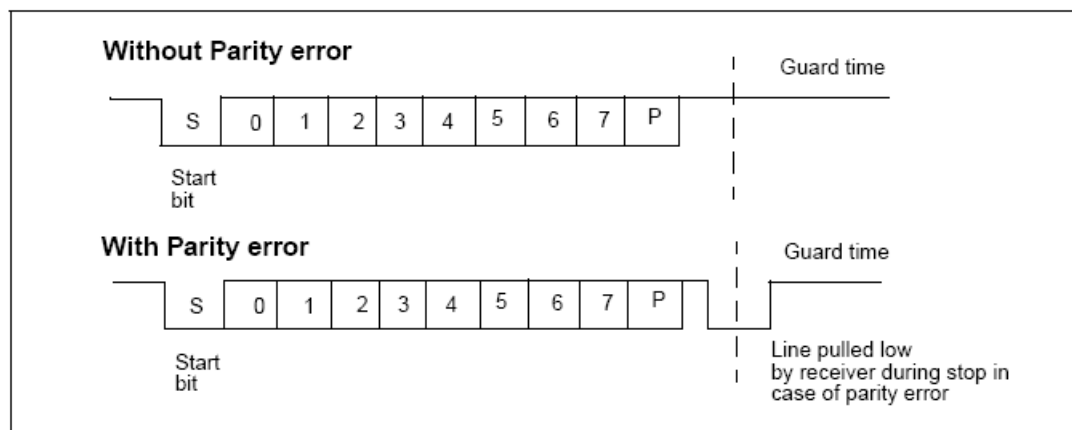 Without Parity error
Guard time
S 0 1 2 3 4 5 6 7 P
Start
bit
With Parity error
Guard time
S 0 1 2 3 4 5 6 7 P
Start
bit
Line pulled low
by receiver during stop in
case of parity error